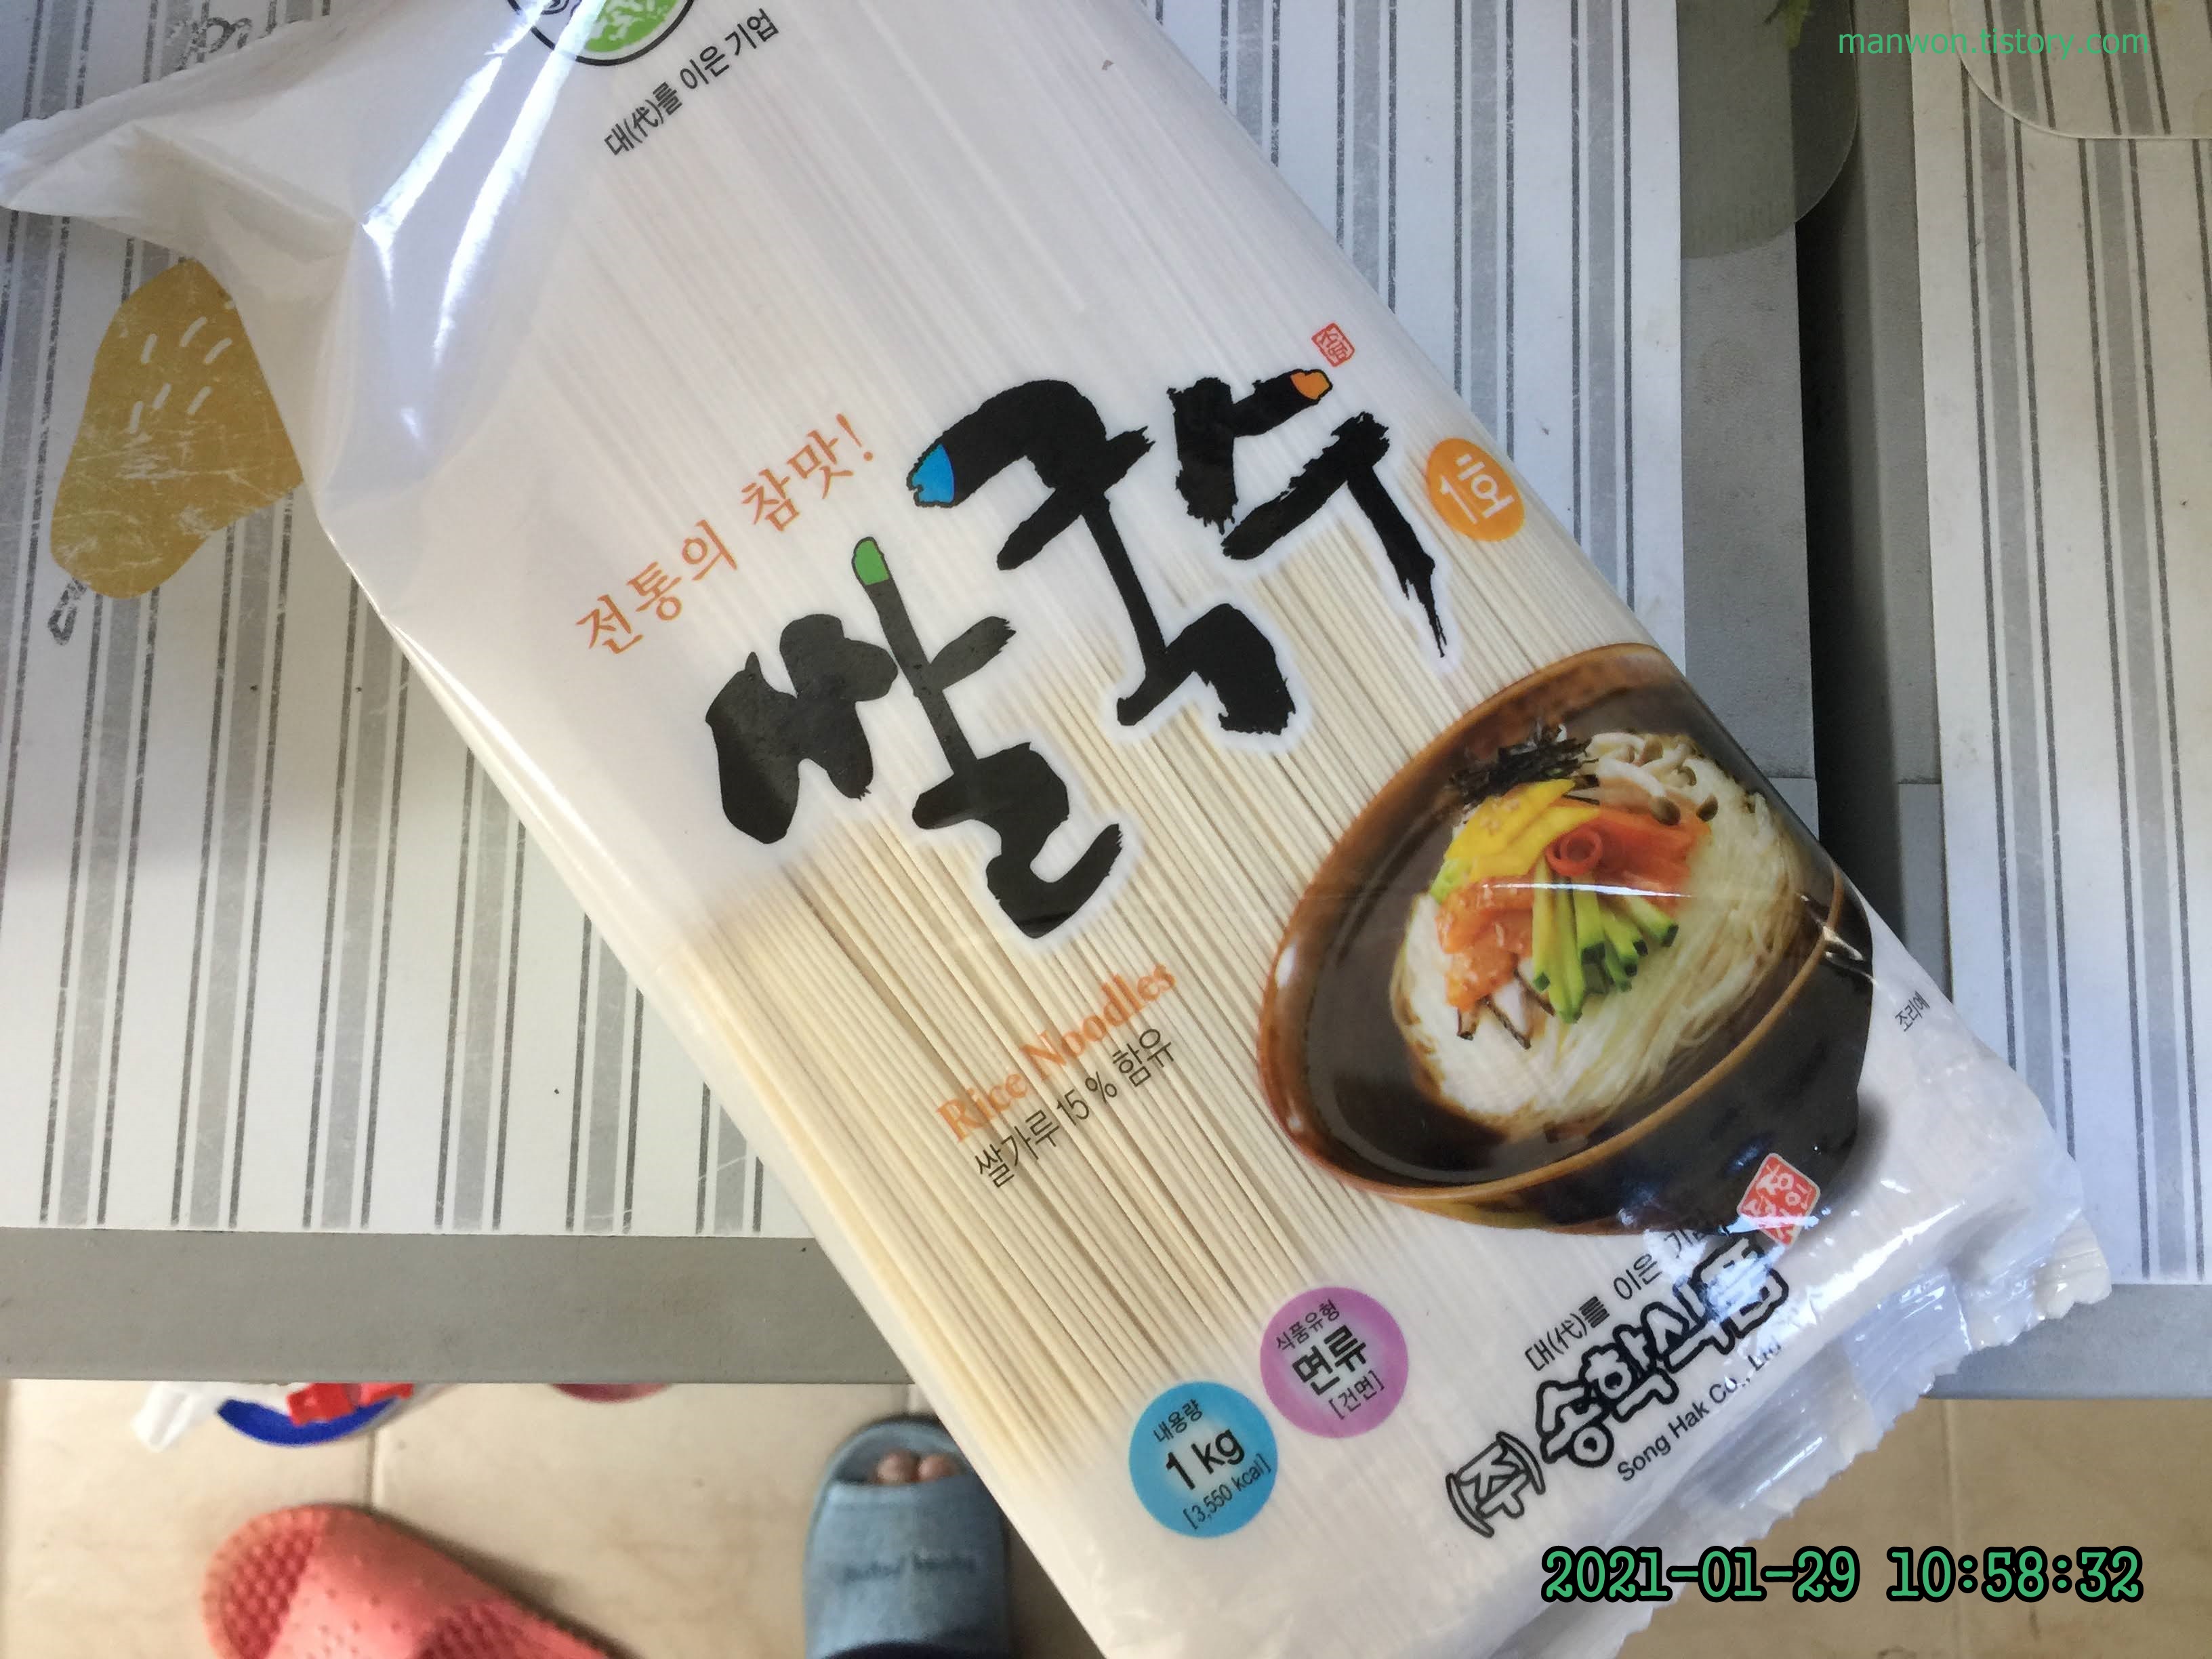 manwon.tistory.com
대(代)를 이은 기업
전통의 참맛!
쌀국수
1호
Rice Noodles
쌀가루 15% 함유
조리예
식품유형
면류
[건면]
내용량
1 kg
[3,550 kcal]
대(代)를 이은 기업
(주)송학식품
Song Hak Co., Ltd
2021-01-29 10:58:32